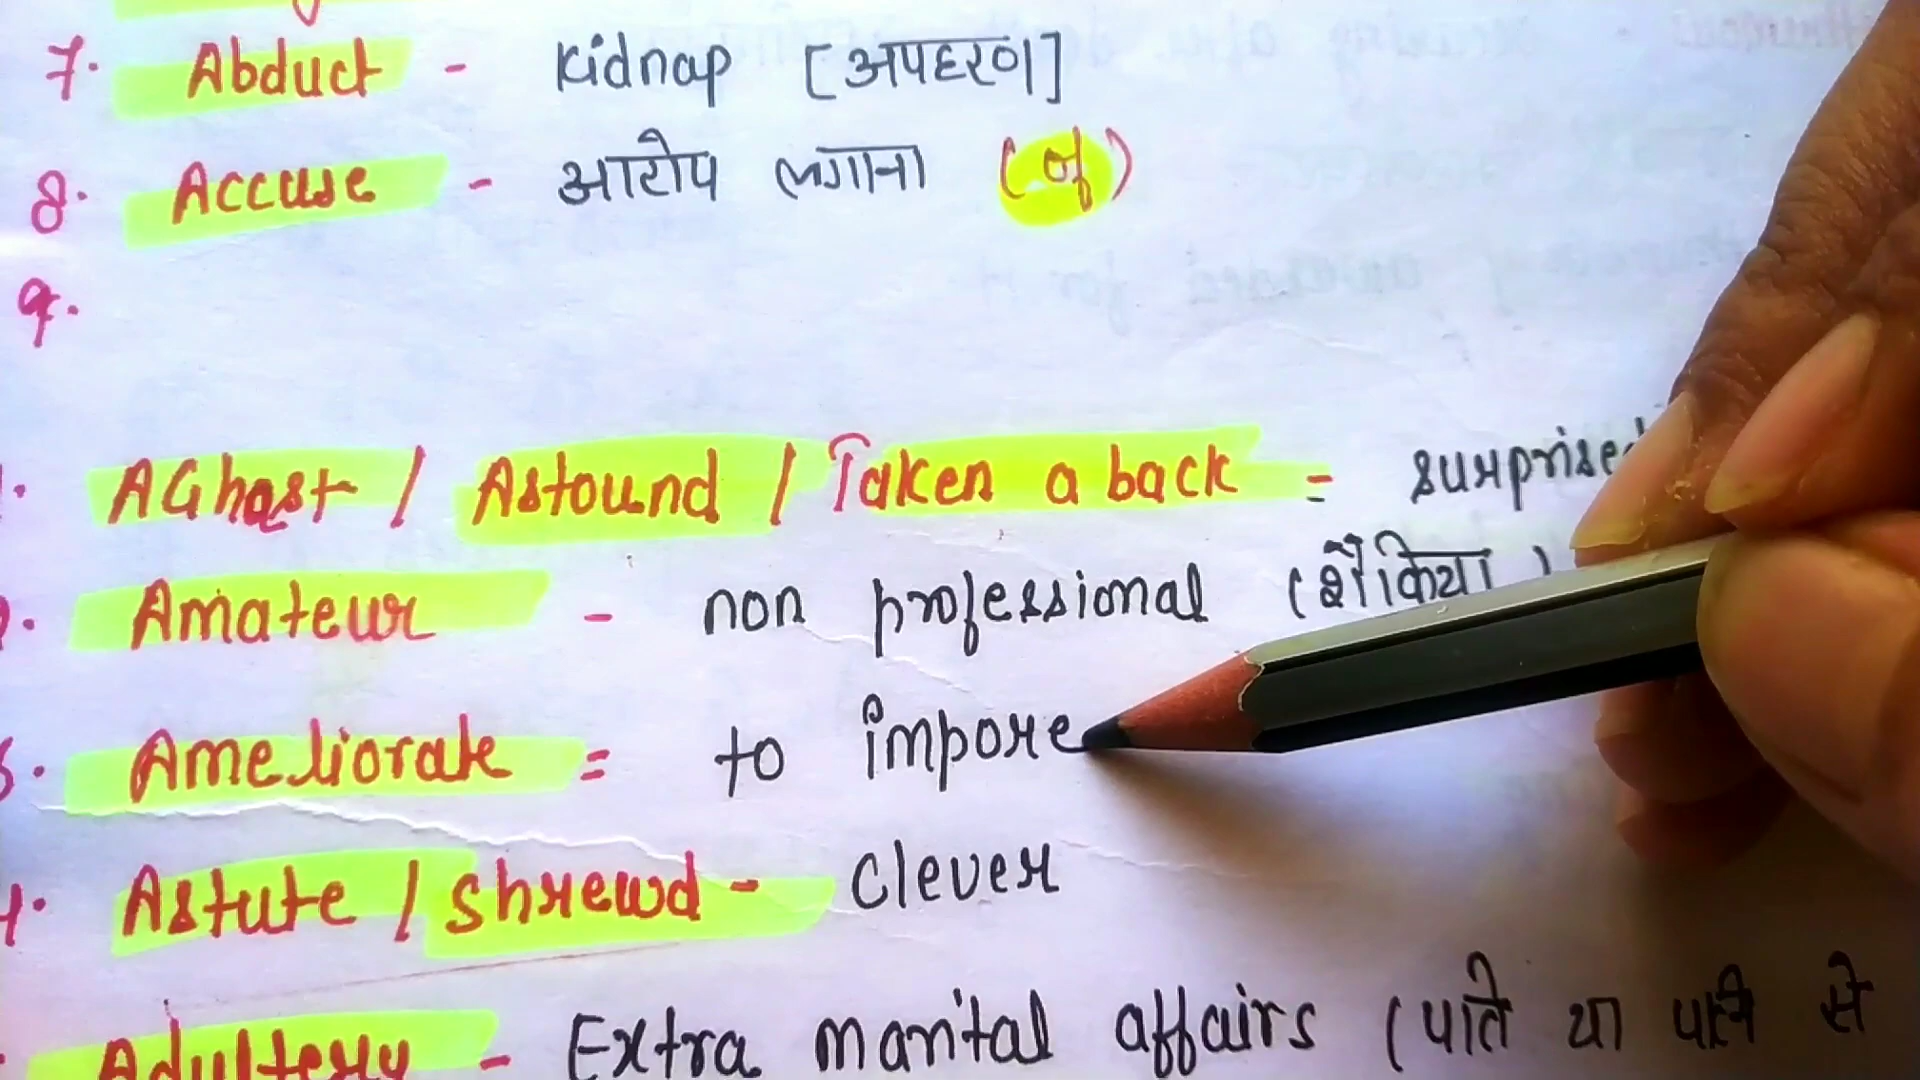 7. Abduct - Kidnap [अपहरण]
8. Accuse - आरोप लगाना (of)
9.
AGhast / Astound / Taken a back = surprised
Amateur - non professional (शौकिया)
Ameliorate = to impore
Astute / Shrewd - Clever
Adultery - Extra marital affairs (पति या पत्नि से